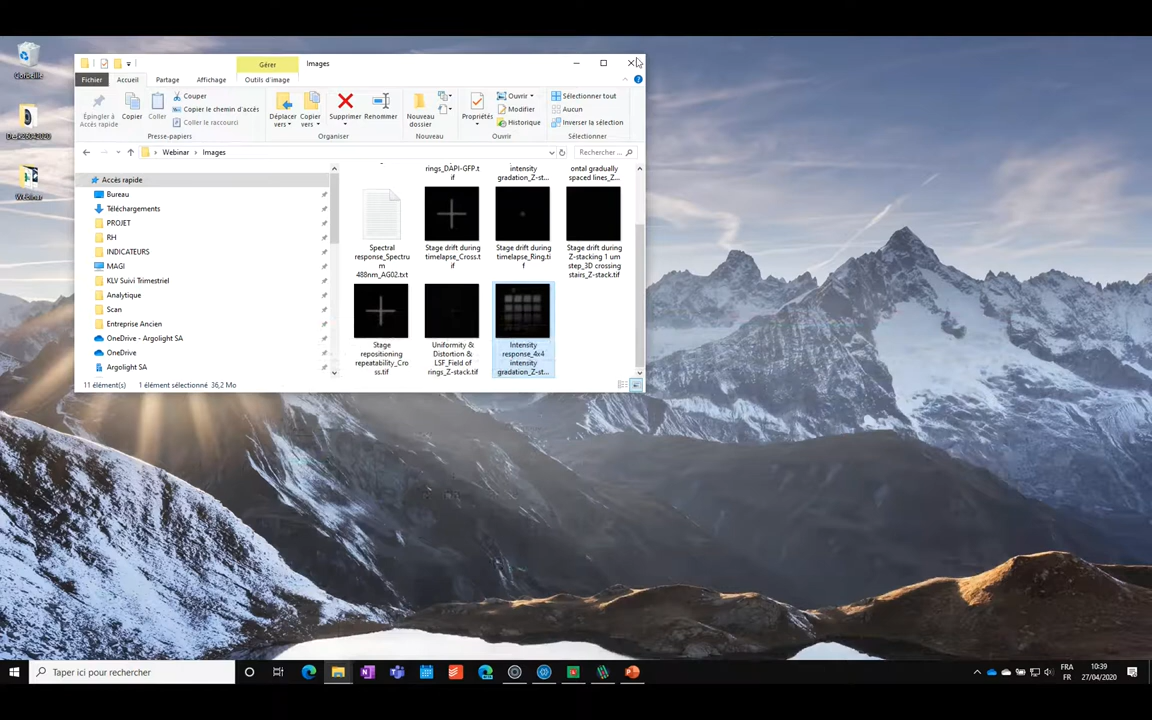 Corbeille
Webinar
Gérer
Images
Fichier
Accueil
Partage
Affichage
Outils d'image
Épingler à
Accès rapide
Copier
Coller
Couper
Copier le chemin d'accès
Coller le raccourci
Presse-papiers
Déplacer
vers
Copier
vers
Supprimer
Renommer
Organiser
Nouveau
dossier
Nouveau
Propriétés
Ouvrir
Modifier
Historique
Ouvrir
Sélectionner tout
Aucun
Inverser la sélection
Sélectionner
Webinar
Images
Rechercher ...
Accès rapide
Bureau
Téléchargements
PROJET
RH
INDICATEURS
MAGI
KLV Suivi Trimestriel
Analytique
Scan
Entreprise Ancien
OneDrive - Argolight SA
OneDrive
Argolight SA
rings_DAPI-GFP.t
if
intensity
gradation_Z-st...
ontal gradually
spaced lines_Z...
Spectral
response_Spectru
m
488nm_AG02.txt
Stage drift during
timelapse_Cross.t
if
Stage drift during
timelapse_Ring.ti
f
Stage drift during
Z-stacking 1 um
step_3D crossing
stairs_Z-stack.tif
Stage
repositioning
repeatability_Cro
ss.tif
Uniformity &
Distortion &
LSF_Field of
rings_Z-stack.tif
Intensity
response_4x4
intensity
gradation_Z-st...
11 élément(s)
1 élément sélectionné 36,2 Mo
Taper ici pour rechercher
FRA
FR
10:39
27/04/2020